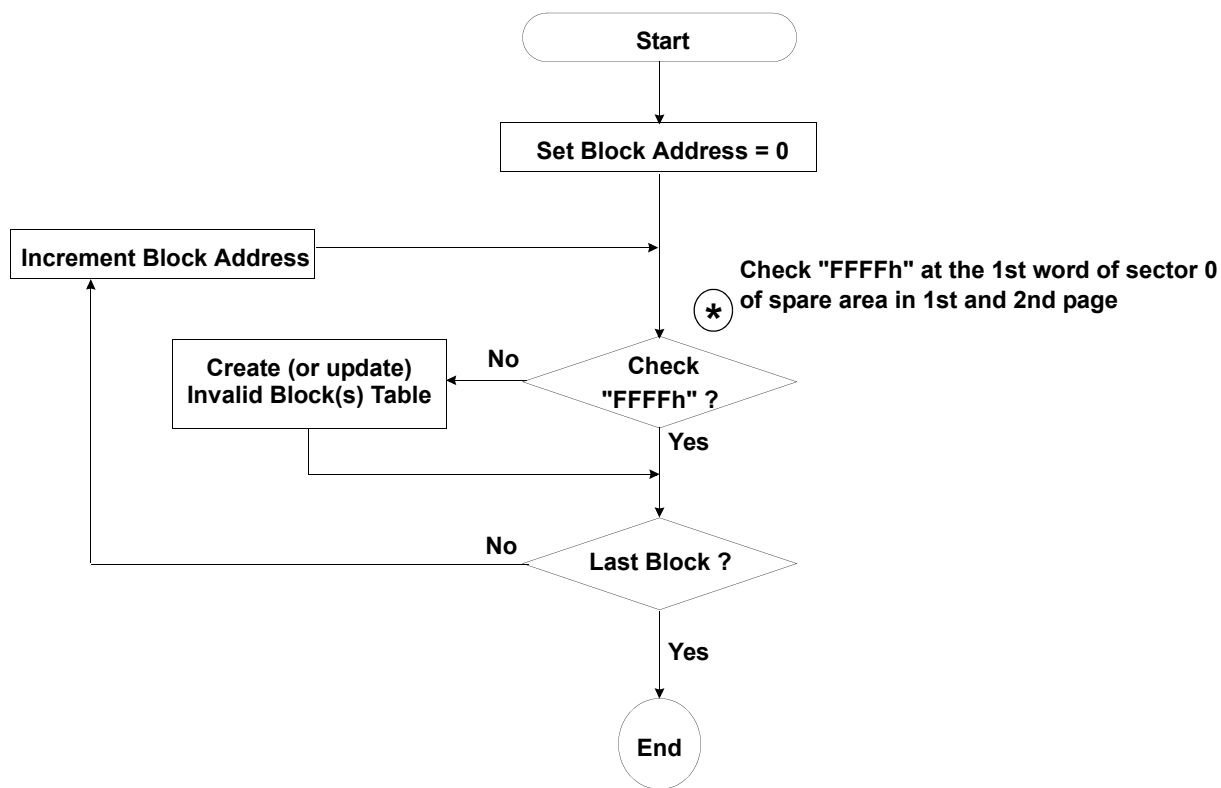 Start
Set Block Address = 0
Increment Block Address
Check "FFFFh" at the 1st word of sector 0
of spare area in 1st and 2nd page
*
No
Create (or update)
Invalid Block(s) Table
Check
"FFFFh" ?
Yes
No
Last Block ?
Yes
End